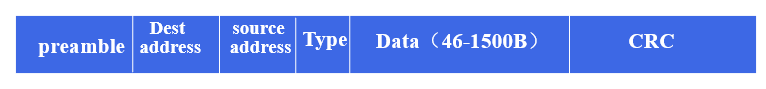 preamble
Dest
address
source
address
Type
Data（46-1500B）
CRC